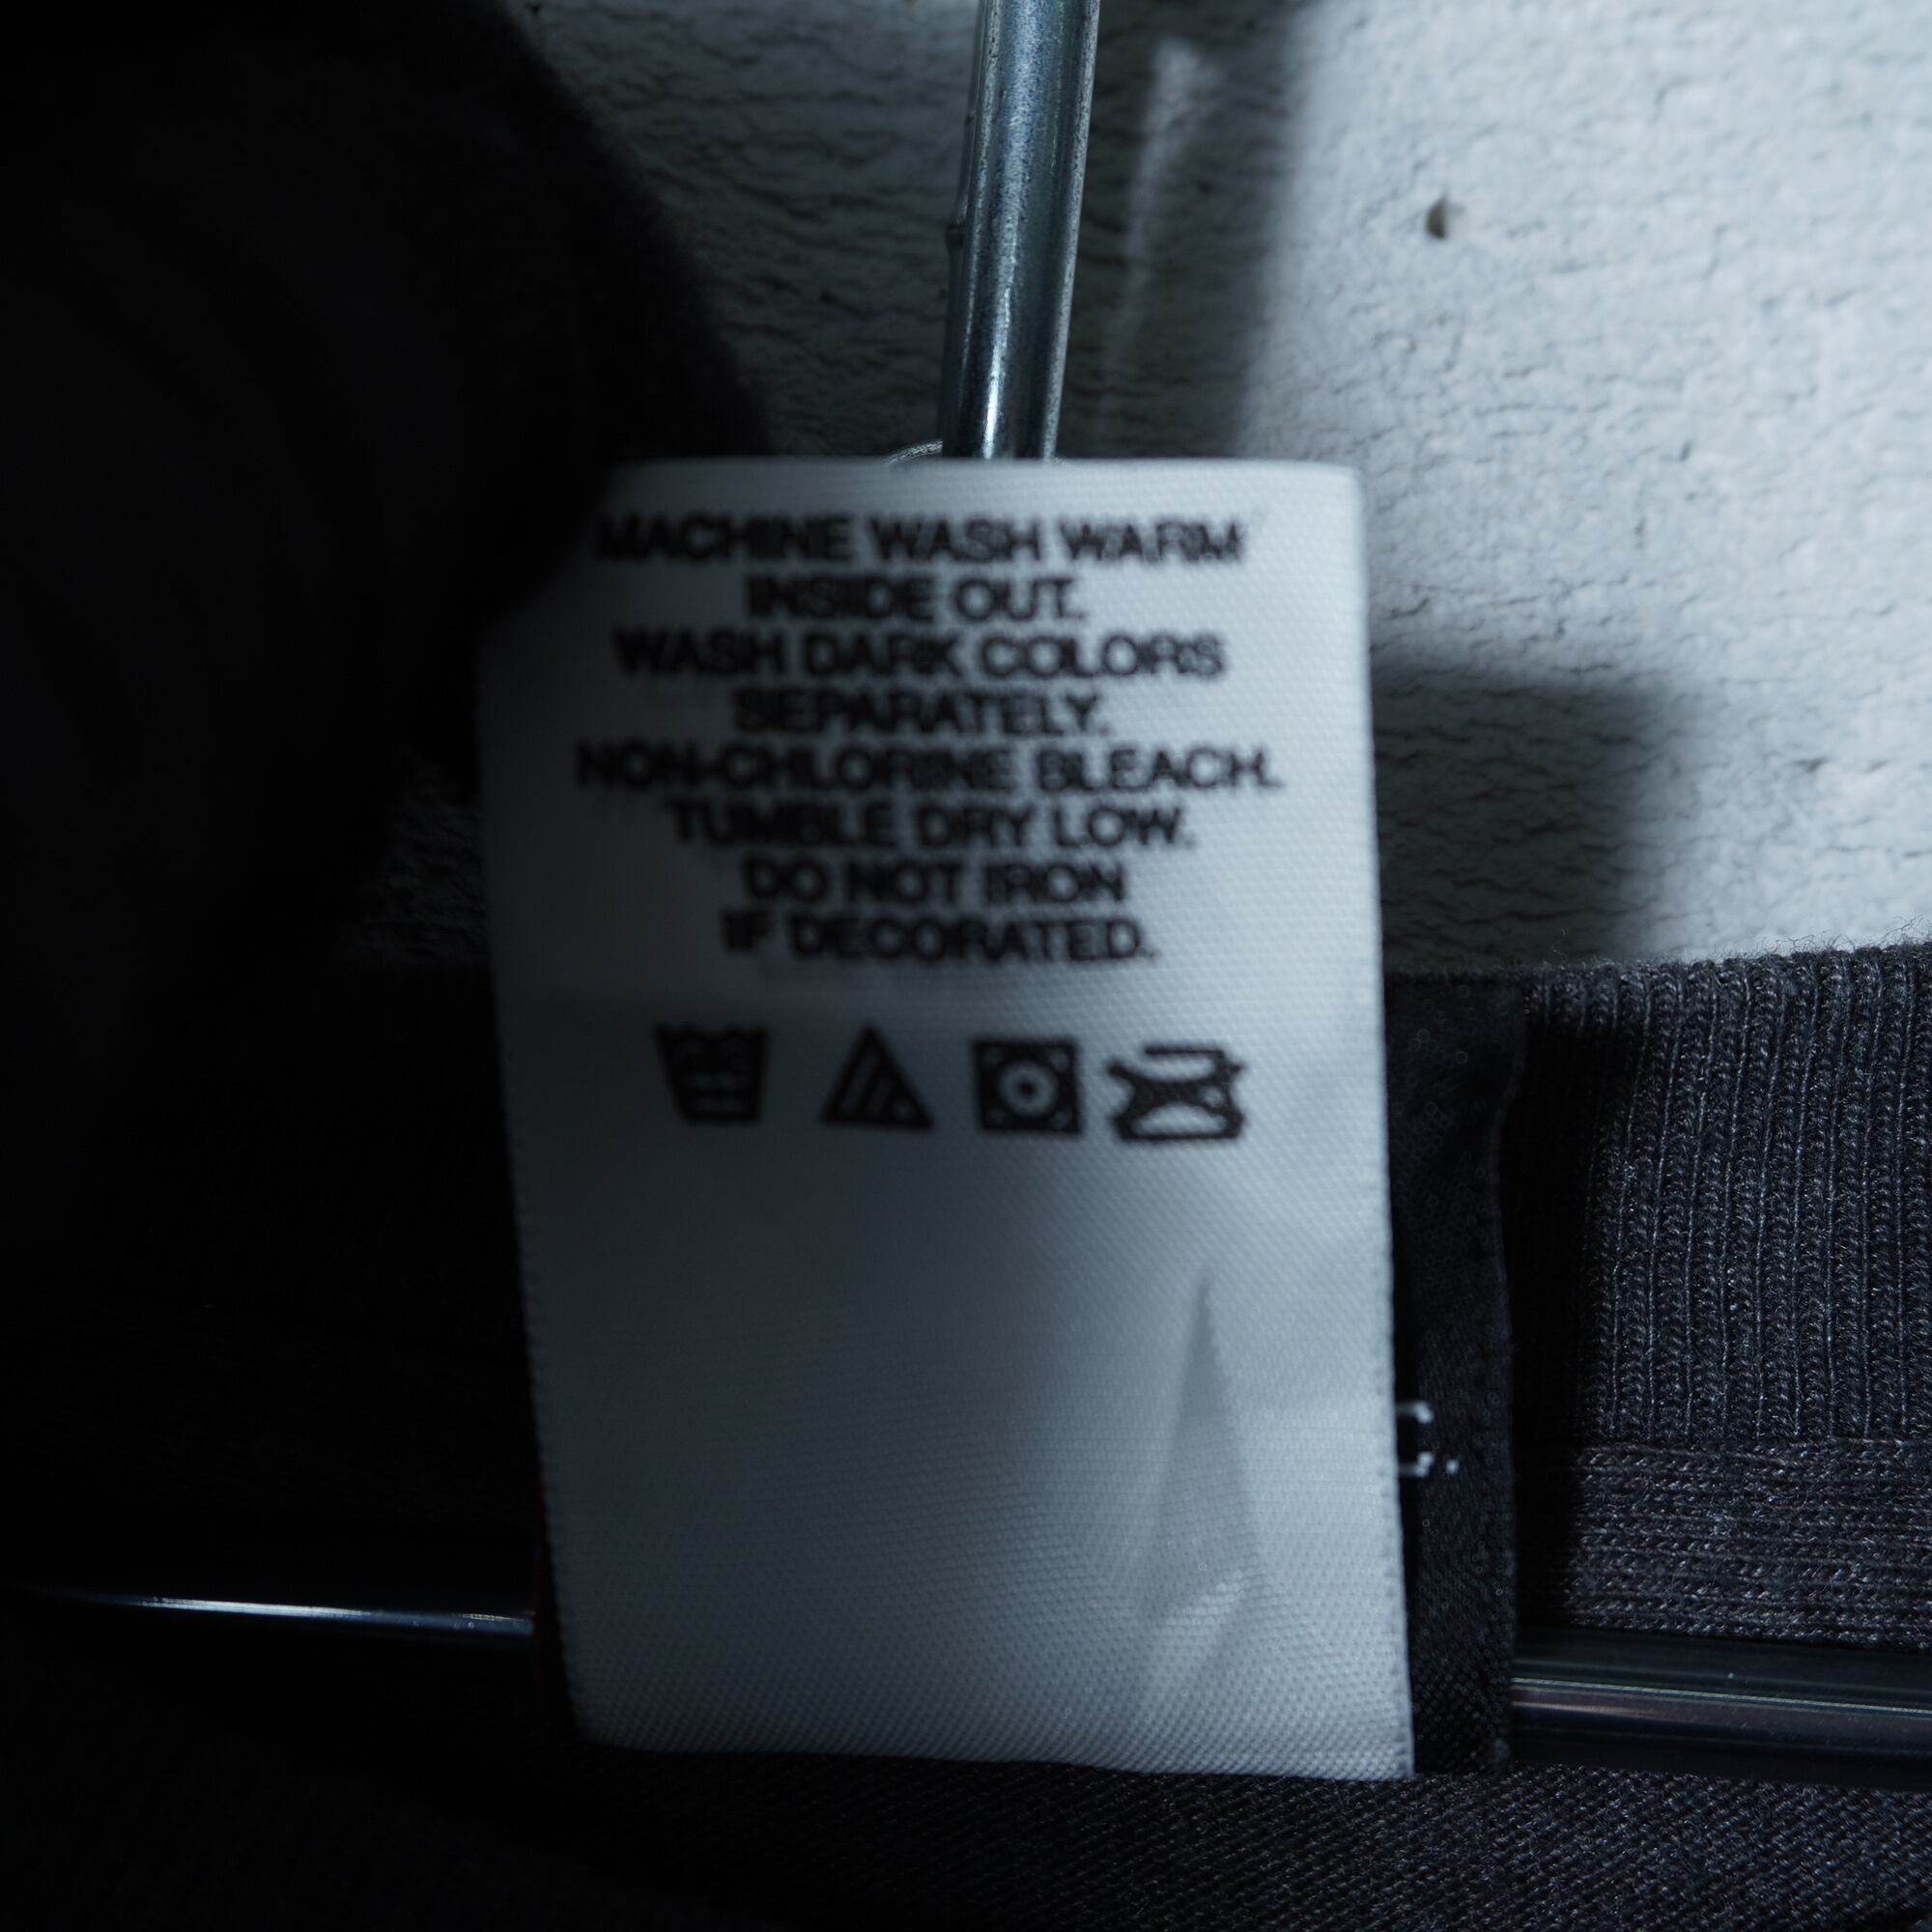 MACHINE WASH WARM
INSIDE OUT.
WASH DARK COLORS
SEPARATELY.
NON-CHLORINE BLEACH.
TUMBLE DRY LOW.
DO NOT IRON
IF DECORATED.
C.